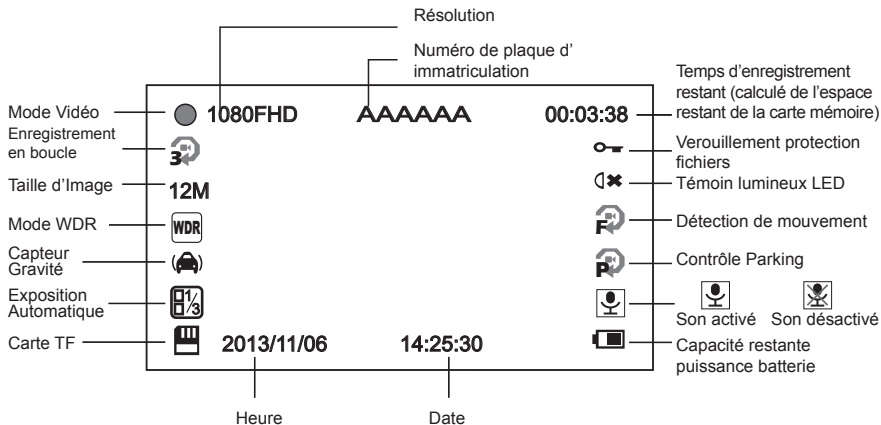 Résolution
Numéro de plaque d'
immatriculation
Temps d'enregistrement
restant (calculé de l'espace
restant de la carte mémoire)
Mode Vidéo
1080FHD
AAAAAA
00:03:38
Enregistrement
en boucle
3
Verouillement protection
fichiers
Taille d'Image
12M
Témoin lumineux LED
Mode WDR
WDR
F
Détection de mouvement
Capteur
Gravité
P
Contrôle Parking
Exposition
Automatique
1/3
Son activé
Son désactivé
Carte TF
2013/11/06
14:25:30
Capacité restante
puissance batterie
Heure
Date